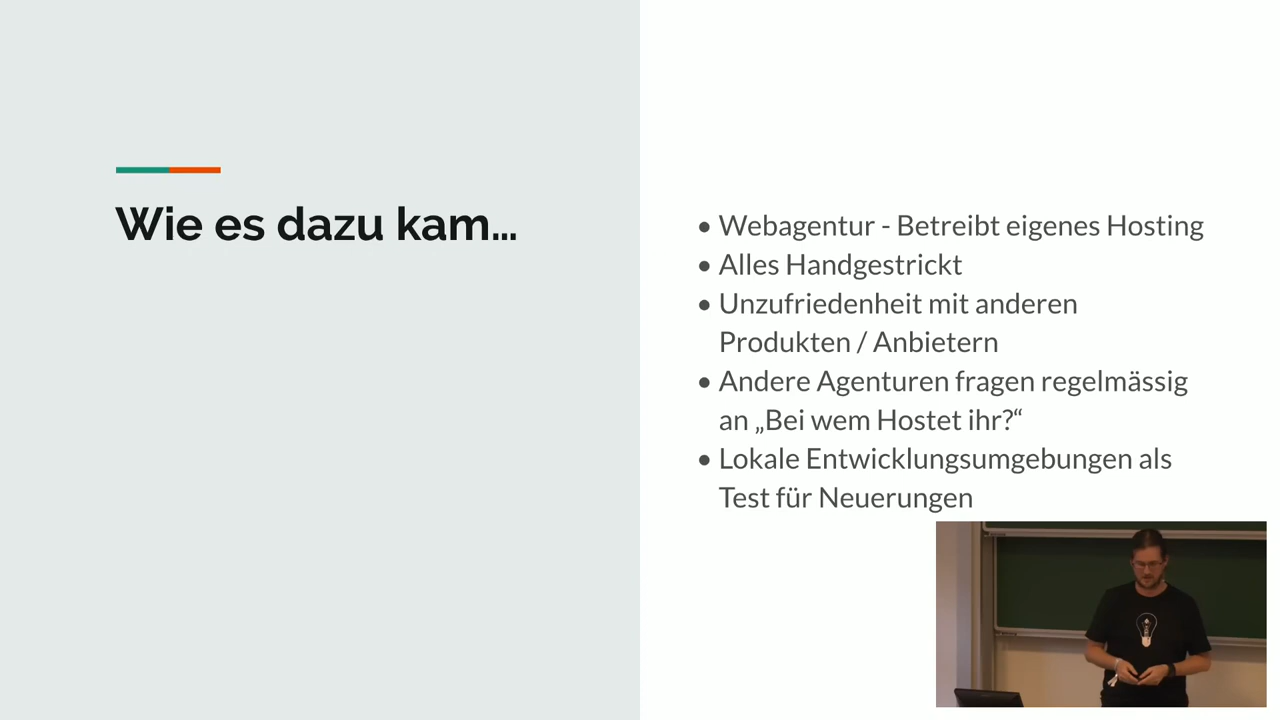 Wie es dazu kam…
• Webagentur - Betreibt eigenes Hosting
• Alles Handgestrickt
• Unzufriedenheit mit anderen
Produkten / Anbietern
• Andere Agenturen fragen regelmässig
an „Bei wem Hostet ihr?“
• Lokale Entwicklungsumgebungen als
Test für Neuerungen